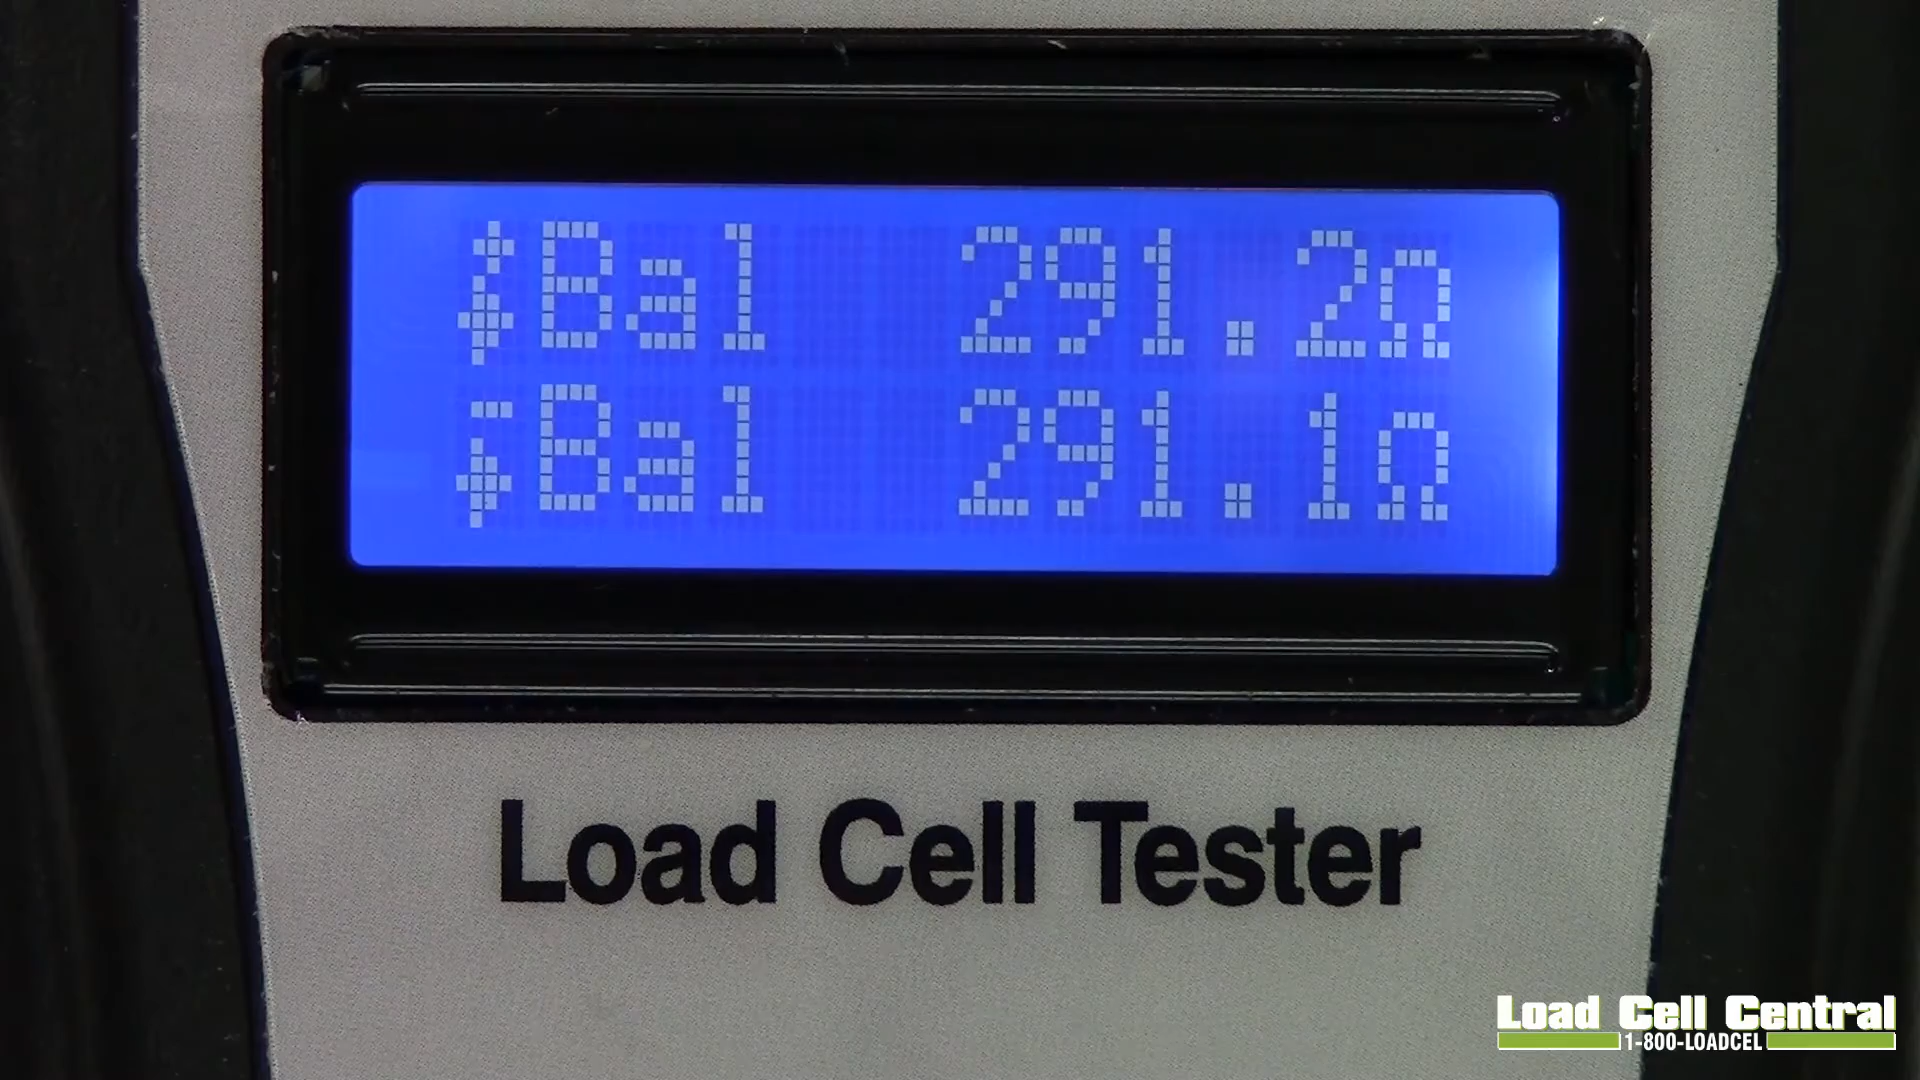 Bal 291.2Ω
Bal 291.1Ω
Load Cell Tester
Load Cell Central
1-800-LOADCEL